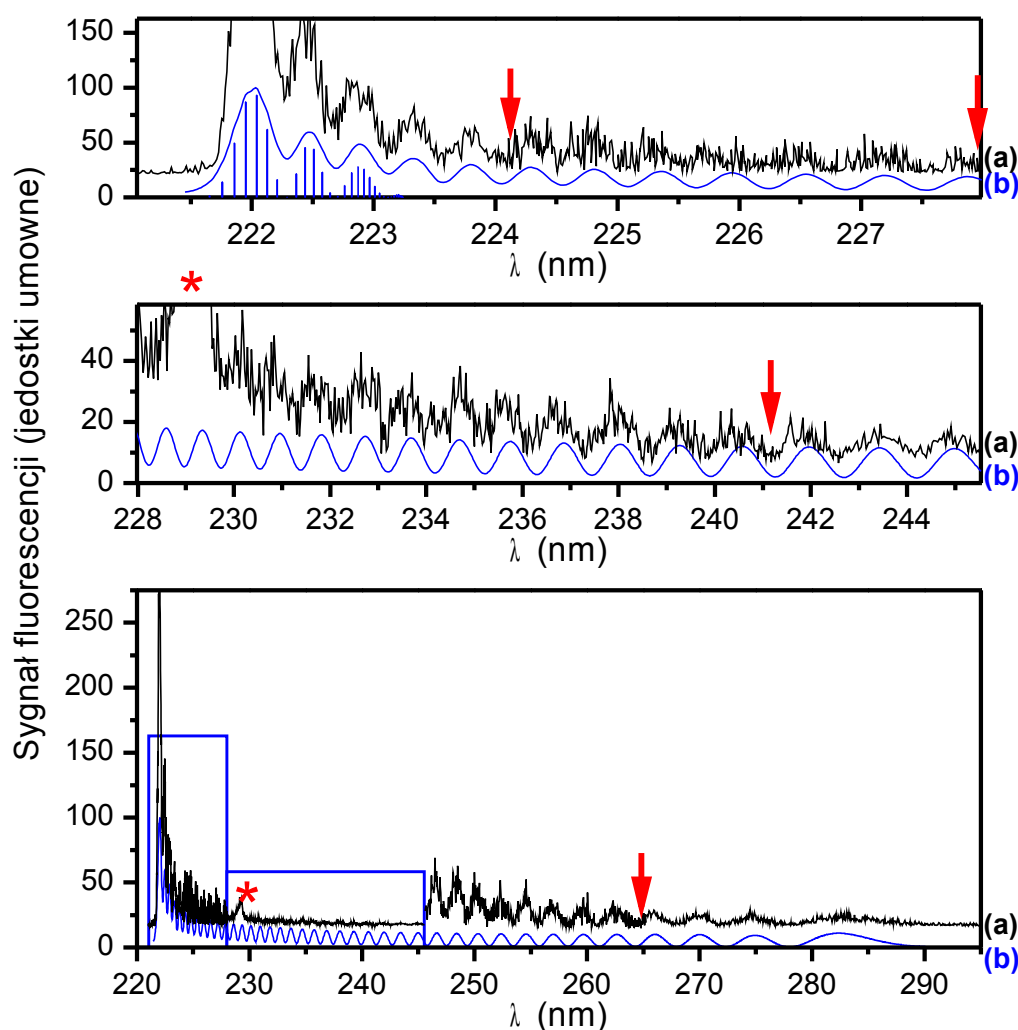 Sygnał fluorescencji (jedostki umowne)
150
100
50
0
(a)
(b)
222 223 224 225 226 227
λ (nm)
*
40
20
0
(a)
(b)
228 230 232 234 236 238 240 242 244
λ (nm)
250
200
150
100
50
0
*
(a)
(b)
220 230 240 250 260 270 280 290
λ (nm)